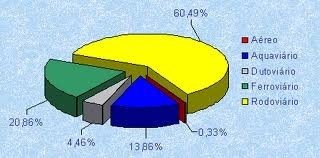 60,49%
Aéreo
Aquaviário
Dutoviário
Ferroviário
Rodoviário
20,86%
4,46%
13,86%
0,33%